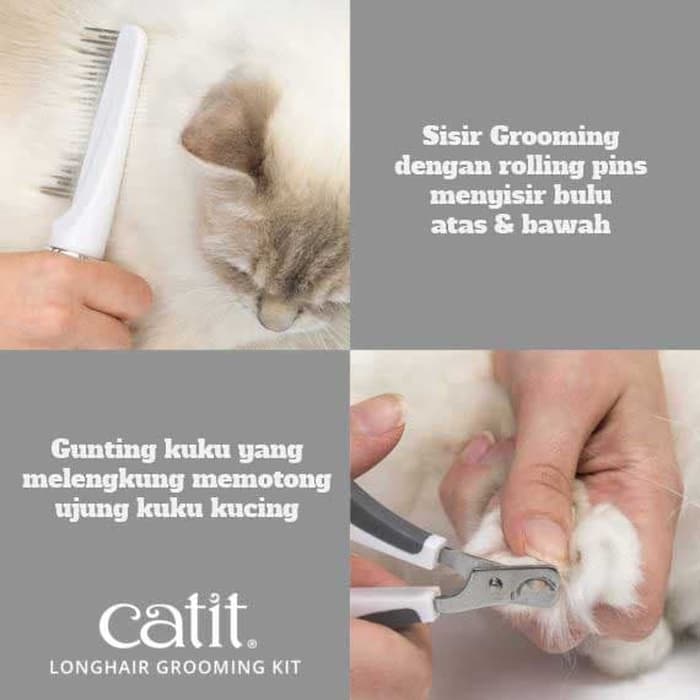 Sisir Grooming
dengan rolling pins
menyisir bulu
atas & bawah
Gunting kuku yang
melengkung memotong
ujung kuku kucing
catit®
LONGHAIR GROOMING KIT